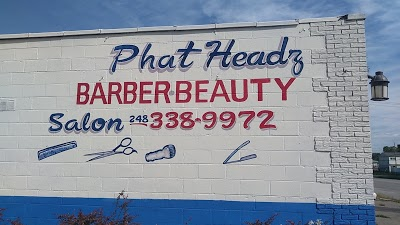 Phat Headz
BARBER·BEAUTY
Salon 248 338-9972